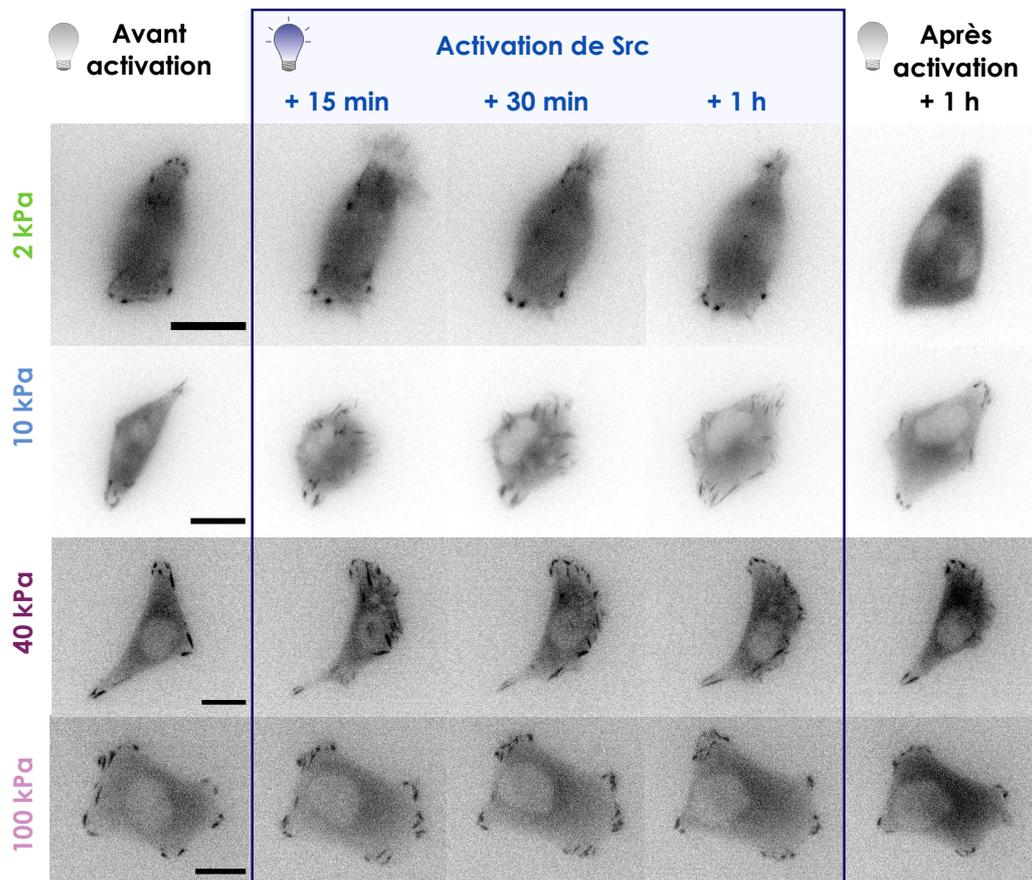 Avant
activation
Activation de Src
+ 15 min
+ 30 min
+ 1 h
Après
activation
+ 1 h
2 kPa
10 kPa
40 kPa
100 kPa